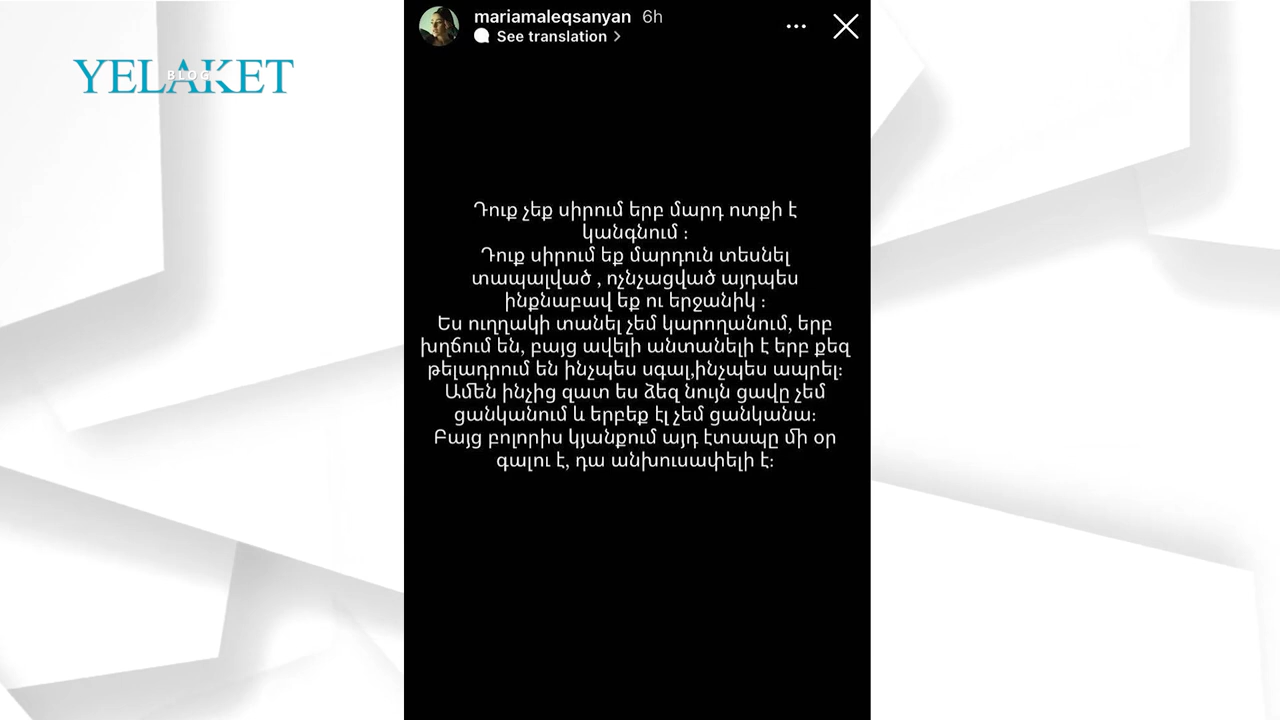 YELAKET
BLOG
mariamaleqsanyan 6h
See translation >
Դուք չեք սիրում երբ մարդ ոտքի է
կանգնում ։
Դուք սիրում եք մարդուն տեսնել
տապալված , ոչնչացված այդպես
ինքնաբավ եք ու երջանիկ ։
Ես ուղղակի տանել չեմ կարողանում, երբ
խղճում են, բայց ավելի անտանելի է երբ քեզ
թելադրում են ինչպես սգալ,ինչպես ապրել։
Ամեն ինչից զատ ես ձեզ նույն ցավը չեմ
ցանկանում և երբեք էլ չեմ ցանկանա։
Բայց բոլորիս կյանքում այդ էտապը մի օր
գալու է, դա անխուսափելի է։